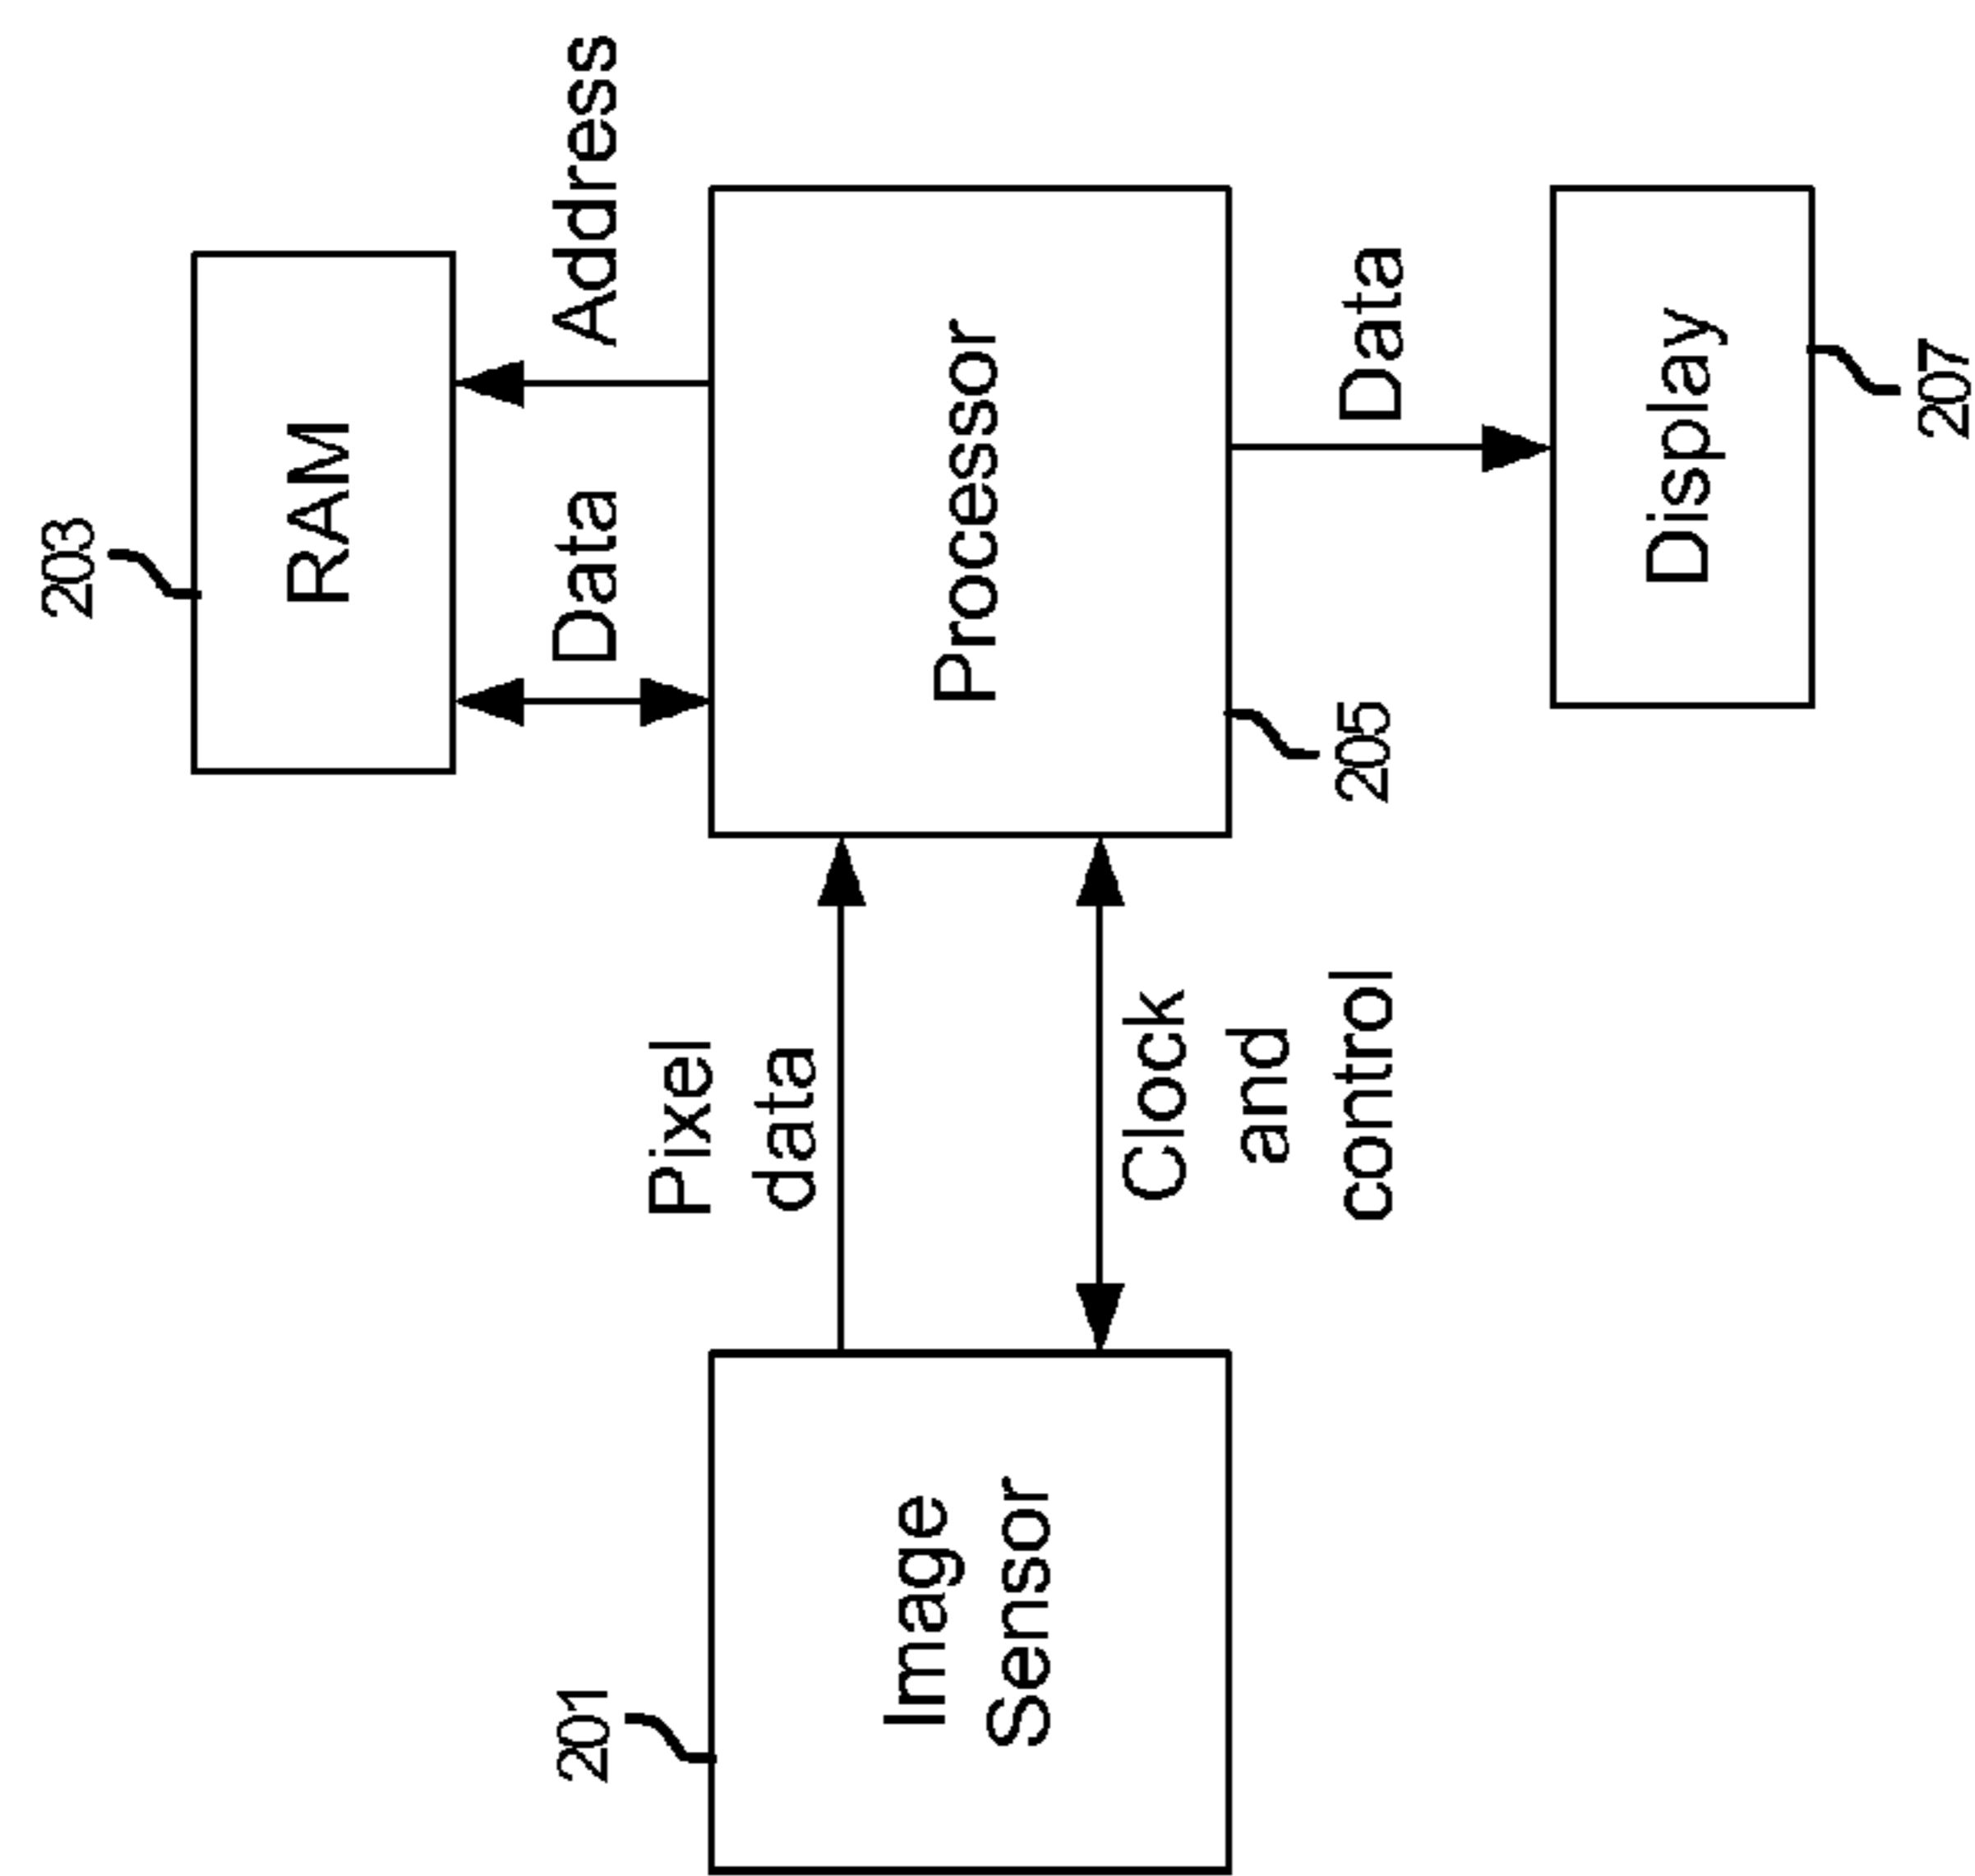 203
RAM
Data
Address
201
Image
Sensor
Pixel
data
Clock
and
control
Processor
205
Data
Display
207